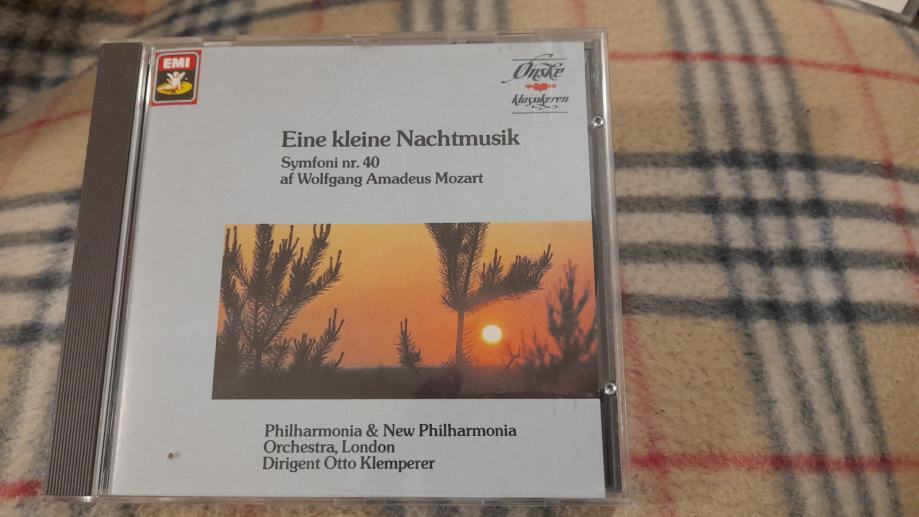 EMI
Ønske
klassikeren
Eine kleine Nachtmusik
Symfoni nr. 40
af Wolfgang Amadeus Mozart
Philharmonia & New Philharmonia
Orchestra, London
Dirigent Otto Klemperer